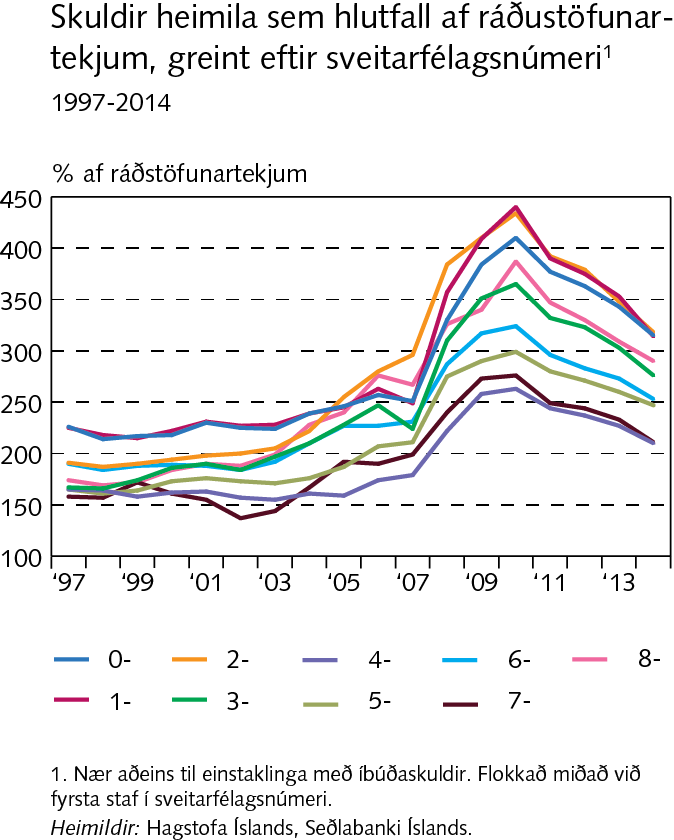 Skuldir heimila sem hlutfall af ráðustöfunar-
tekjum, greint eftir sveitarfélagsnúmeri¹
1997-2014
% af ráðstöfunartekjum
450
400
350
300
250
200
150
100
‘97 ‘99 ‘01 ‘03 ‘05 ‘07 ‘09 ‘11 ‘13
0- 2- 4- 6- 8-
1- 3- 5- 7-
1. Nær aðeins til einstaklinga með íbúðaskuldir. Flokkað miðað við
fyrsta staf í sveitarfélagsnúmeri.
Heimildir: Hagstofa Íslands, Seðlabanki Íslands.